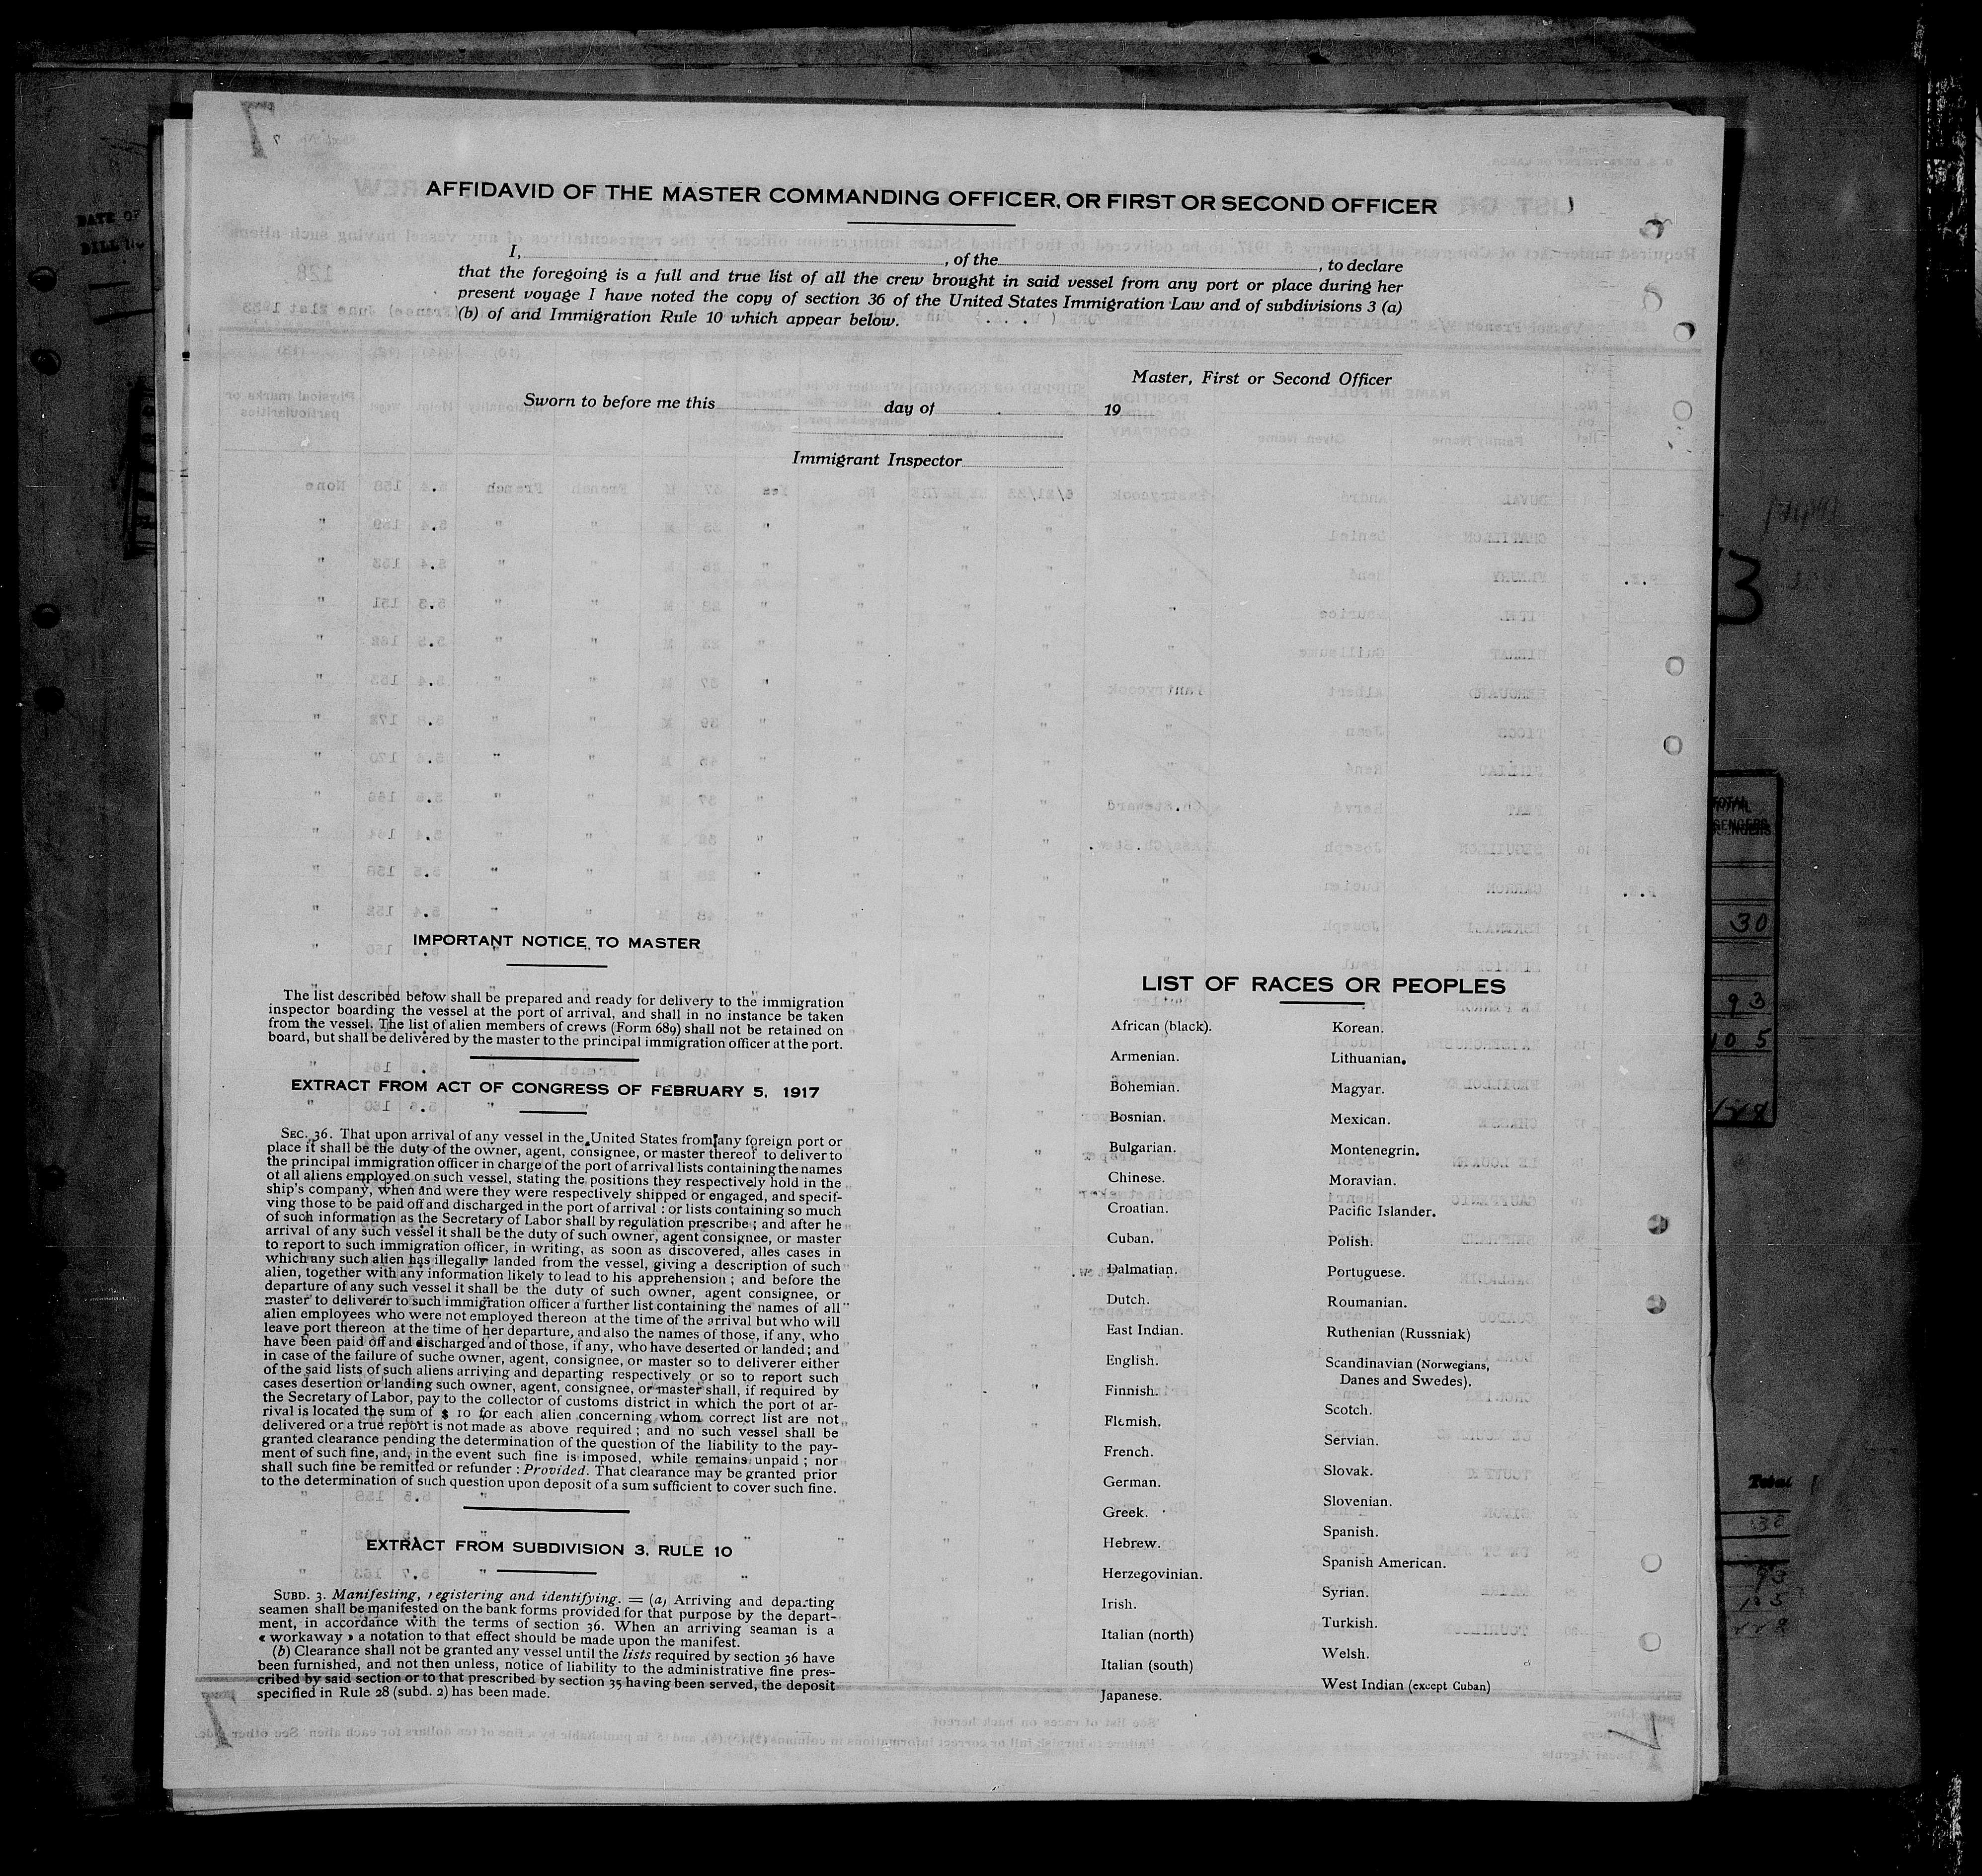 AFFIDAVID OF THE MASTER COMMANDING OFFICER, OR FIRST OR SECOND OFFICER
I, , of the , to declare
that the foregoing is a full and true list of all the crew brought in said vessel from any port or place during her
present voyage I have noted the copy of section 36 of the United States Immigration Law and of subdivisions 3 (a)
(b) of and Immigration Rule 10 which appear below.
Master, First or Second Officer
Sworn to before me this day of 19
Immigrant Inspector
IMPORTANT NOTICE TO MASTER
The list described below shall be prepared and ready for delivery to the immigration
inspector boarding the vessel at the port of arrival, and shall in no instance be taken
from the vessel. The list of alien members of crews (Form 689) shall not be retained on
board, but shall be delivered by the master to the principal immigration officer at the port.
EXTRACT FROM ACT OF CONGRESS OF FEBRUARY 5, 1917
SEC. 36. That upon arrival of any vessel in the United States from any foreign port or
place it shall be the duty of the owner, agent, consignee, or master thereof to deliver to
the principal immigration officer in charge of the port of arrival lists containing the names
of all aliens employed on such vessel, stating the positions they respectively hold in the
ship's company, when and were they were respectively shipped or engaged, and specif-
ving those to be paid off and discharged in the port of arrival : or lists containing so much
of such information as the Secretary of Labor shall by regulation prescribe ; and after he
arrival of any such vessel it shall be the duty of such owner, agent consignee, or master
to report to such immigration officer, in writing, as soon as discovered, alles cases in
which any such alien has illegally landed from the vessel, giving a description of such
alien, together with any information likely to lead to his apprehension ; and before the
departure of any such vessel it shall be the duty of such owner, agent consignee, or
master to deliverer to such immigration officer a further list containing the names of all
alien employees who were not employed thereon at the time of the arrival but who will
leave port thereon at the time of her departure, and also the names of those, if any, who
have been paid off and discharged and of those, if any, who have deserted or landed ; and
in case of the failure of suche owner, agent, consignee, or master so to deliverer either
of the said lists of such aliens arriving and departing respectively or so to report such
cases desertion or landing such owner, agent, consignee, or master shall, if required by
the Secretary of Labor, pay to the collector of customs district in which the port of ar-
rival is located the sum of $ 10 for each alien concerning whom correct list are not
delivered or a true report is not made as above required ; and no such vessel shall be
granted clearance pending the determination of the question of the liability to the pay-
ment of such fine, and, in the event such fine is imposed, while remains unpaid ; nor
shall such fine be remitted or refunder : Provided. That clearance may be granted prior
to the determination of such question upon deposit of a sum sufficient to cover such fine.
EXTRACT FROM SUBDIVISION 3, RULE 10
SUBD. 3. Manifesting, registering and identifying. = (a) Arriving and departing
seamen shall be manifested on the bank forms provided for that purpose by the depart-
ment, in accordance with the terms of section 36. When an arriving seaman is a
« workaway » a notation to that effect should be made upon the manifest.
(b) Clearance shall not be granted any vessel until the lists required by section 36 have
been furnished, and not then unless, notice of liability to the administrative fine pres-
cribed by said section or to that prescribed by section 35 having been served, the deposit
specified in Rule 28 (subd. 2) has been made.
LIST OF RACES OR PEOPLES
African (black).
Armenian.
Bohemian.
Bosnian.
Bulgarian.
Chinese.
Croatian.
Cuban.
Dalmatian.
Dutch.
East Indian.
English.
Finnish.
Flemish.
French.
German.
Greek.
Hebrew.
Herzegovinian.
Irish.
Italian (north)
Italian (south)
Japanese.
Korean.
Lithuanian.
Magyar.
Mexican.
Montenegrin.
Moravian.
Pacific Islander.
Polish.
Portuguese.
Roumanian.
Ruthenian (Russniak)
Scandinavian (Norwegians,
Danes and Swedes).
Scotch.
Servian.
Slovak.
Slovenian.
Spanish.
Spanish American.
Syrian.
Turkish.
Welsh.
West Indian (except Cuban)
DATE OF
BILL
3
TOTAL
30
93
105
Total
30
93
105